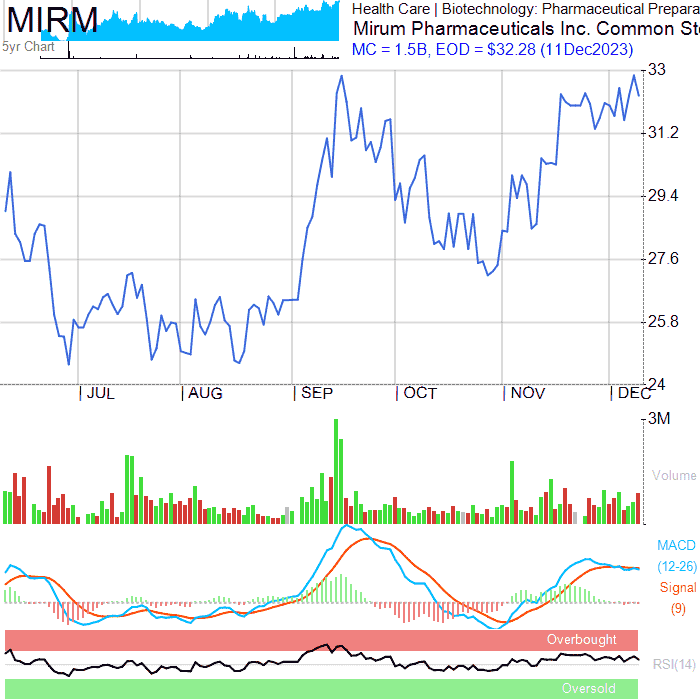 MIRM
Health Care | Biotechnology: Pharmaceutical Prepara
5yr Chart
Mirum Pharmaceuticals Inc. Common Sto
MC = 1.5B, EOD = $32.28 (11Dec2023)
33
31.2
29.4
27.6
25.8
24
JUL
AUG
SEP
OCT
NOV
DEC
3M
Volume
MACD
(12-26)
Signal
(9)
Overbought
RSI(14)
Oversold